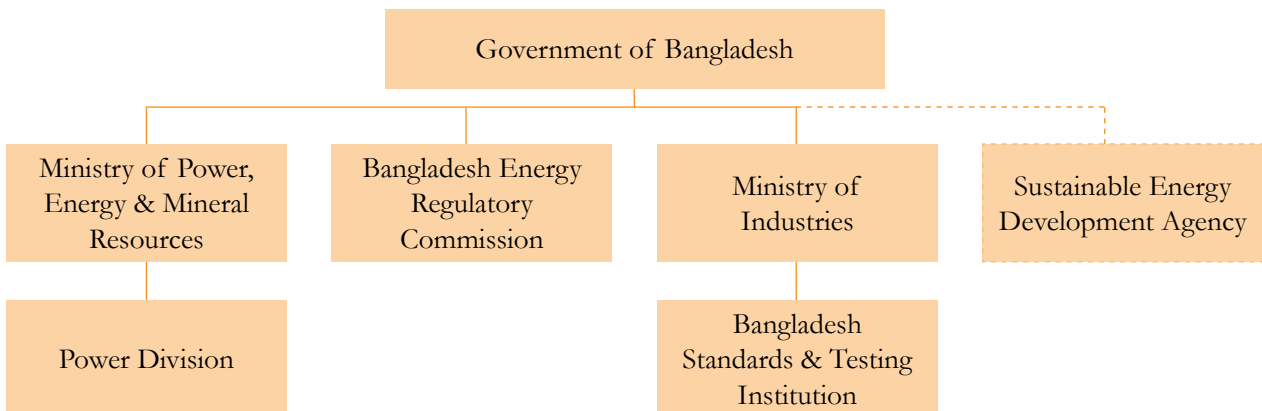 Government of Bangladesh
Ministry of Power,
Energy & Mineral
Resources
Bangladesh Energy
Regulatory
Commission
Ministry of
Industries
Sustainable Energy
Development Agency
Power Division
Bangladesh
Standards & Testing
Institution